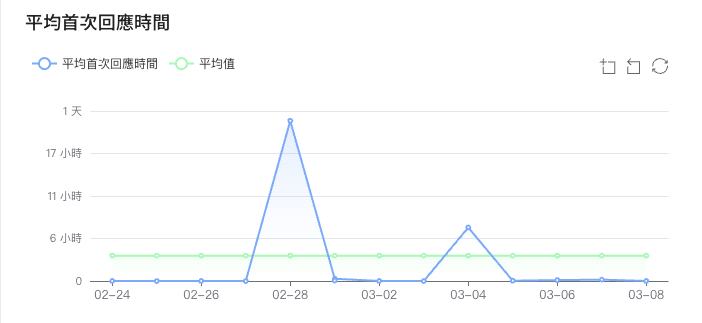 平均首次回應時間
平均首次回應時間 平均值
1 天
17 小時
11 小時
6 小時
0
02-24 02-26 02-28 03-02 03-04 03-06 03-08